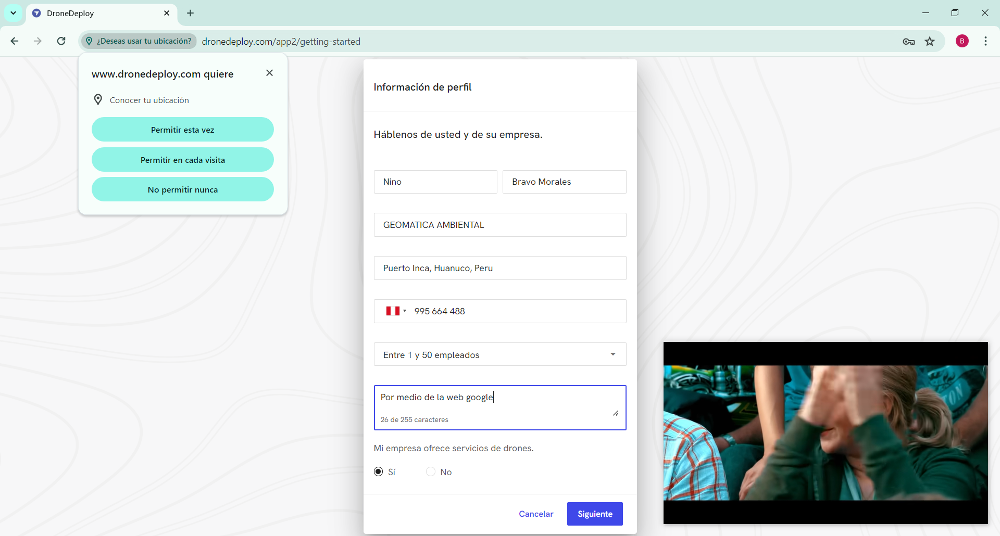 DroneDeploy
¿Deseas usar tu ubicación?
dronedeploy.com/app2/getting-started
B
www.dronedeploy.com quiere
Conocer tu ubicación
Permitir esta vez
Permitir en cada visita
No permitir nunca
Información de perfil
Háblenos de usted y de su empresa.
Nino
Bravo Morales
GEOMATICA AMBIENTAL
Puerto Inca, Huanuco, Peru
995 664 488
Entre 1 y 50 empleados
Por medio de la web google
26 de 255 caracteres
Mi empresa ofrece servicios de drones.
Sí
No
Cancelar
Siguiente